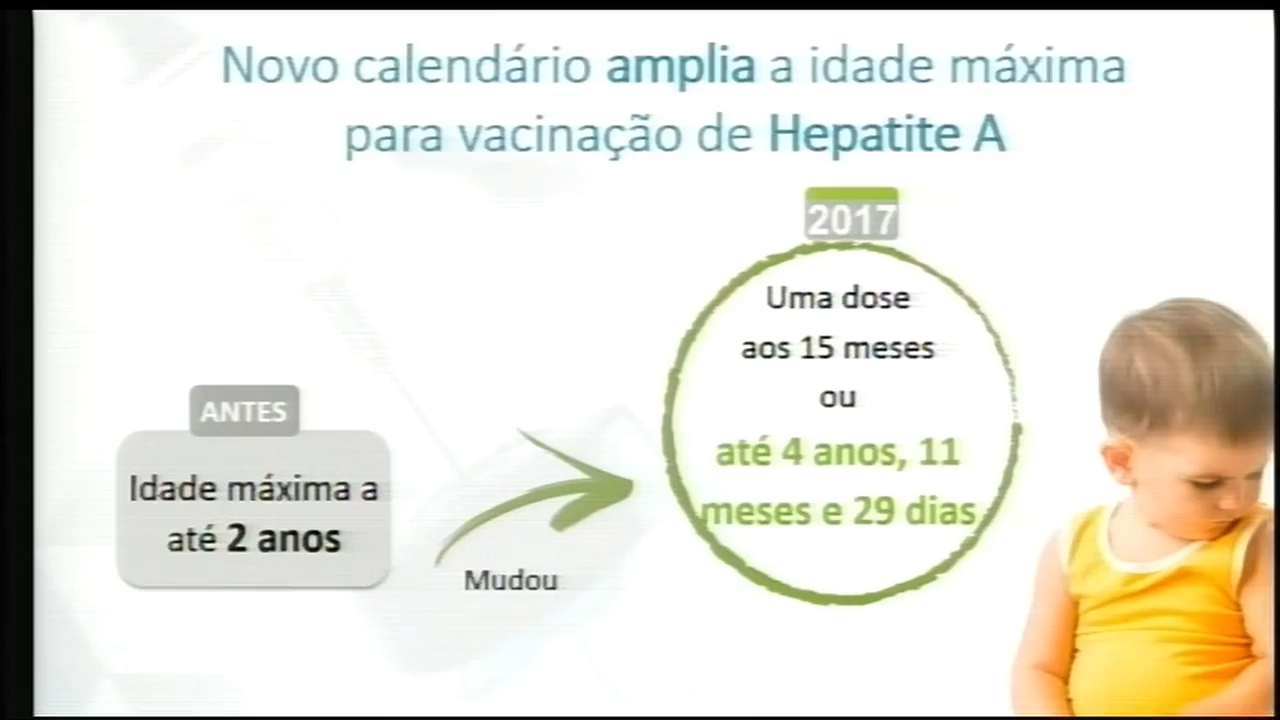 Novo calendário amplia a idade máxima
para vacinação de Hepatite A
2017
Uma dose
aos 15 meses
ou
até 4 anos, 11
meses e 29 dias
ANTES
Idade máxima a
até 2 anos
Mudou